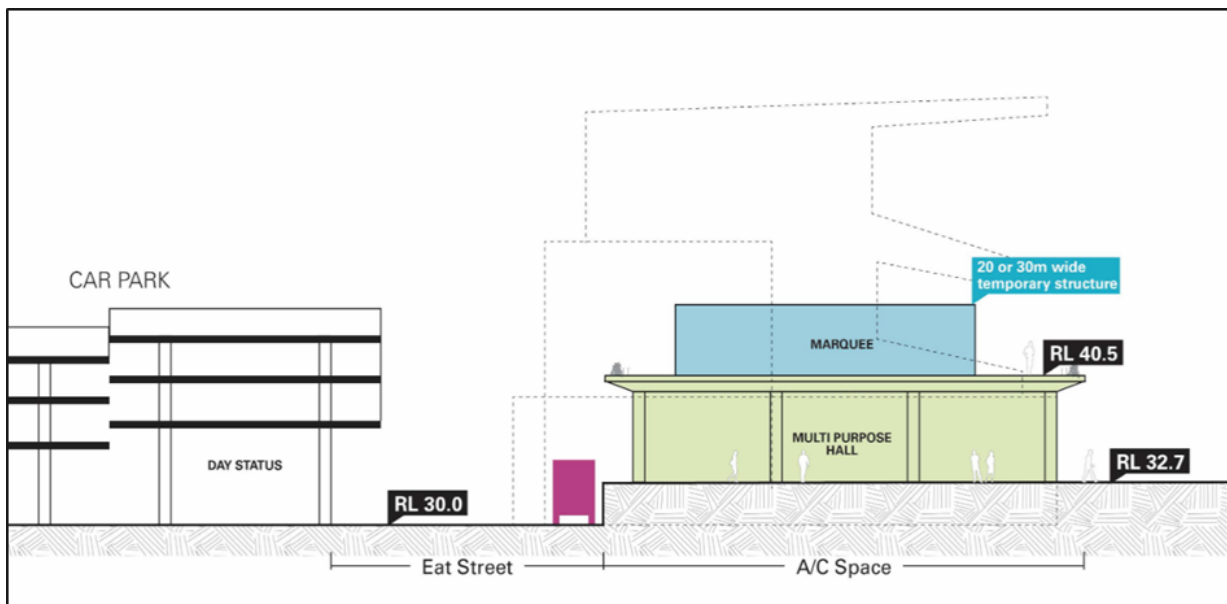 CAR PARK
20 or 30m wide
temporary structure
MARQUEE
RL 40.5
MULTI PURPOSE
HALL
DAY STATUS
RL 32.7
RL 30.0
Eat Street
A/C Space